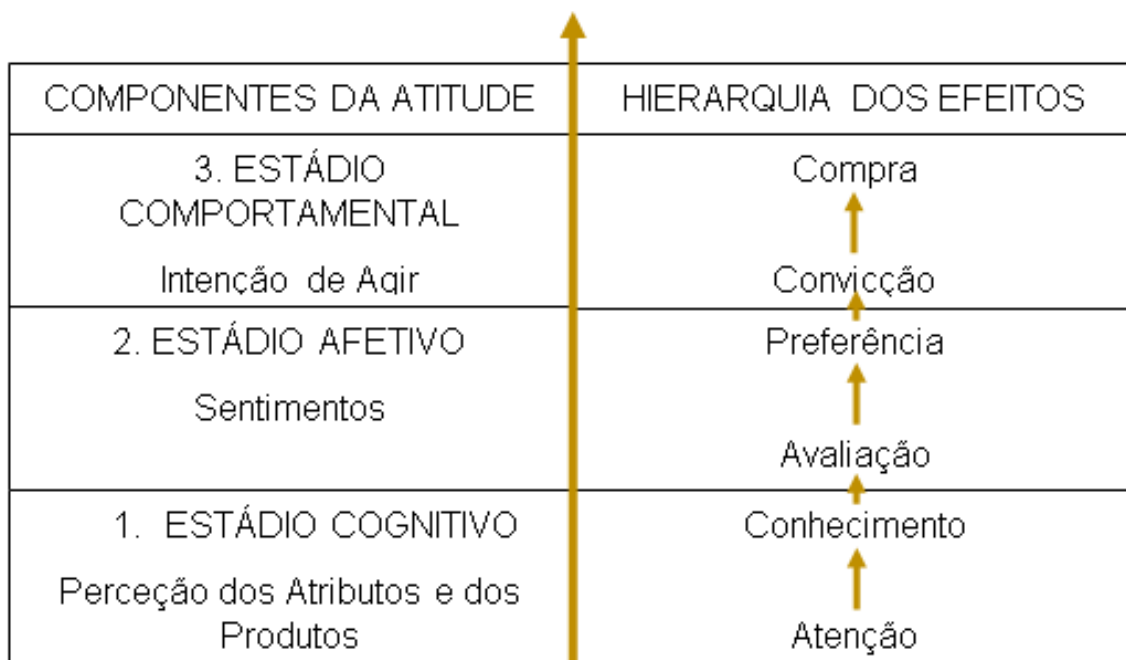 COMPONENTES DA ATITUDE
HIERARQUIA DOS EFEITOS
3. ESTÁDIO
COMPORTAMENTAL
Intenção de Agir
Compra
Convicção
2. ESTÁDIO AFETIVO
Sentimentos
Preferência
Avaliação
1. ESTÁDIO COGNITIVO
Perceção dos Atributos e dos
Produtos
Conhecimento
Atenção